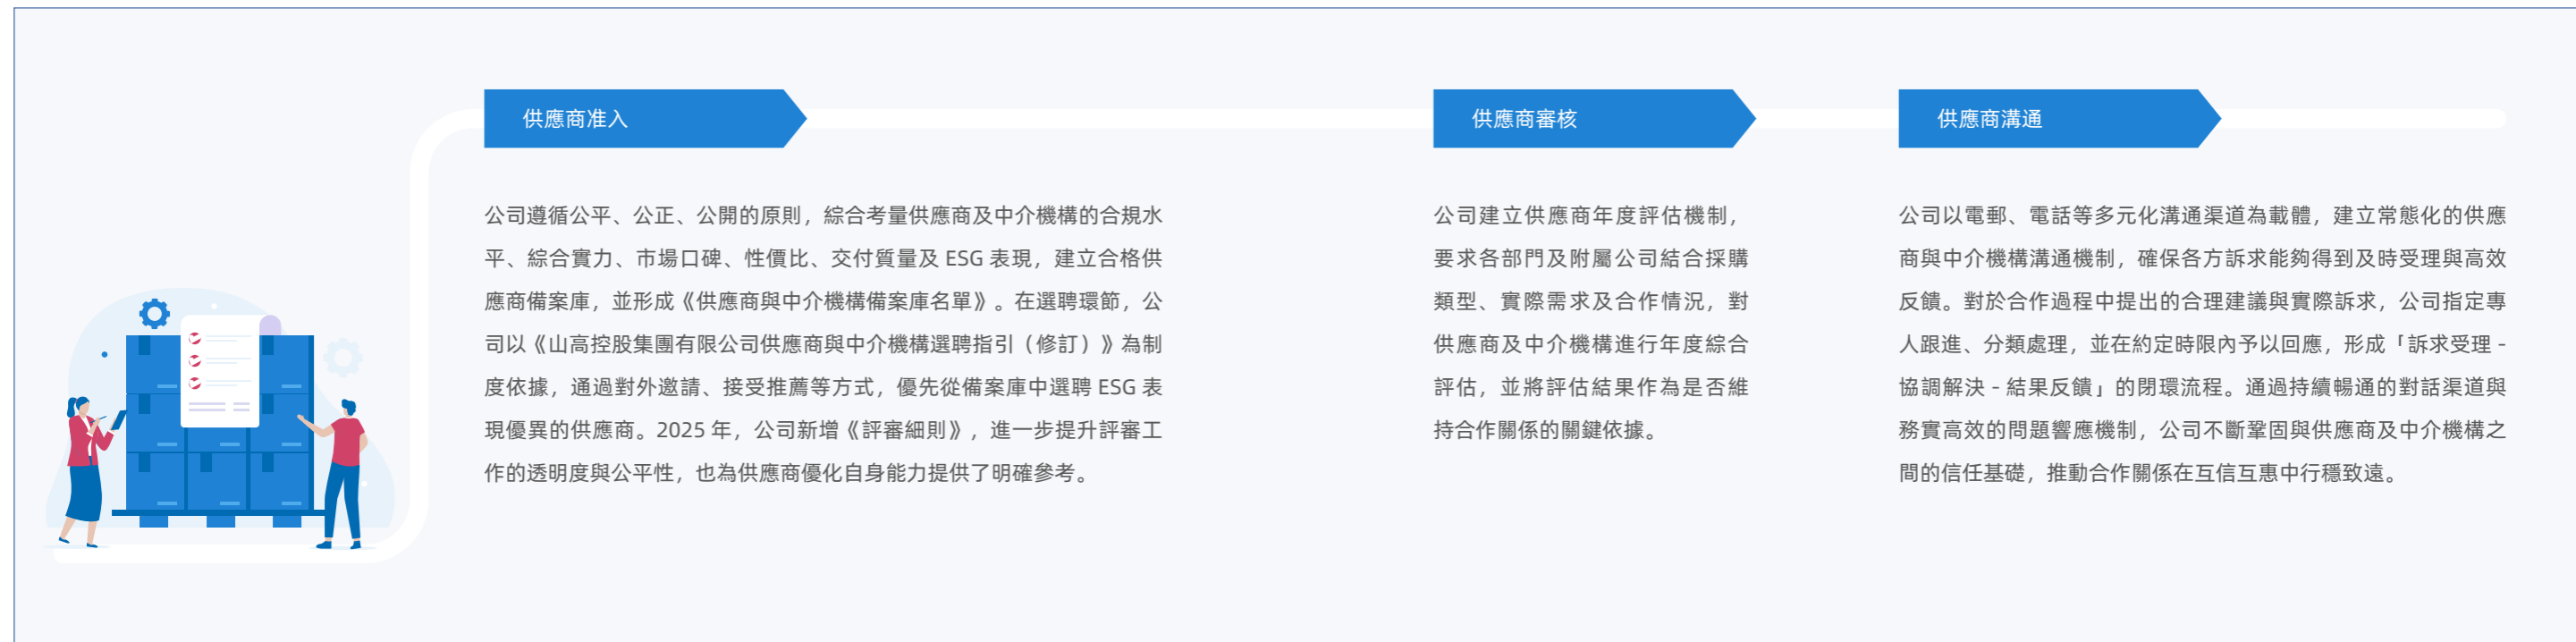 供應商准入
公司遵循公平、公正、公開的原則，綜合考量供應商及中介機構的合規水
平、綜合實力、市場口碑、性價比、交付質量及 ESG 表現，建立合格供
應商備案庫，並形成《供應商與中介機構備案庫名單》。在選聘環節，公
司以《山高控股集團有限公司供應商與中介機構選聘指引（修訂）》為制
度依據，通過對外邀請、接受推薦等方式，優先從備案庫中選聘 ESG 表
現優異的供應商。2025 年，公司新增《評審細則》，進一步提升評審工
作的透明度與公平性，也為供應商優化自身能力提供了明確參考。
供應商審核
公司建立供應商年度評估機制，
要求各部門及附屬公司結合採購
類型、實際需求及合作情況，對
供應商及中介機構進行年度綜合
評估，並將評估結果作為是否維
持合作關係的關鍵依據。
供應商溝通
公司以電郵、電話等多元化溝通渠道為載體，建立常態化的供應
商與中介機構溝通機制，確保各方訴求能夠得到及時受理與高效
反饋。對於合作過程中提出的合理建議與實際訴求，公司指定專
人跟進、分類處理，並在約定時限內予以回應，形成「訴求受理 -
協調解決 - 結果反饋」的閉環流程。通過持續暢通的對話渠道與
務實高效的問題響應機制，公司不斷鞏固與供應商及中介機構之
間的信任基礎，推動合作關係在互信互惠中行穩致遠。